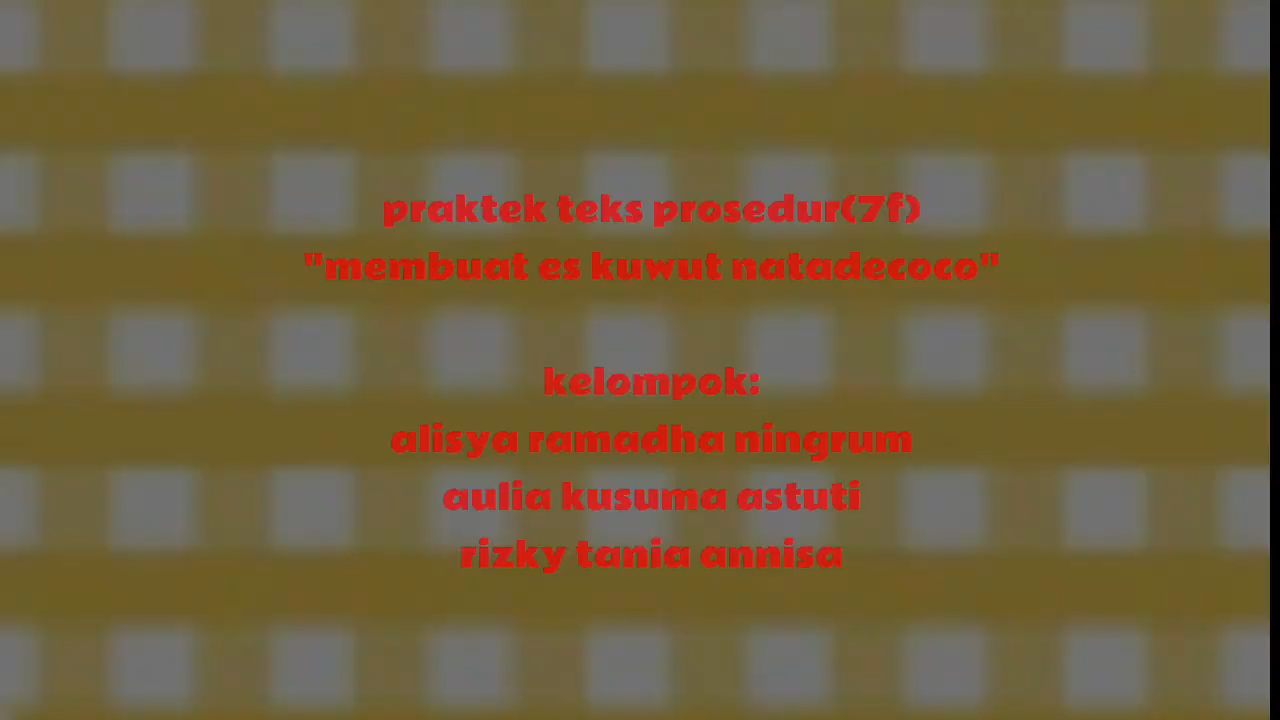 praktek teks prosedur(7f)
"membuat es kuwut natadecoco"
kelompok:
alisya ramadha ningrum
aulia kusuma astuti
rizky tania annisa